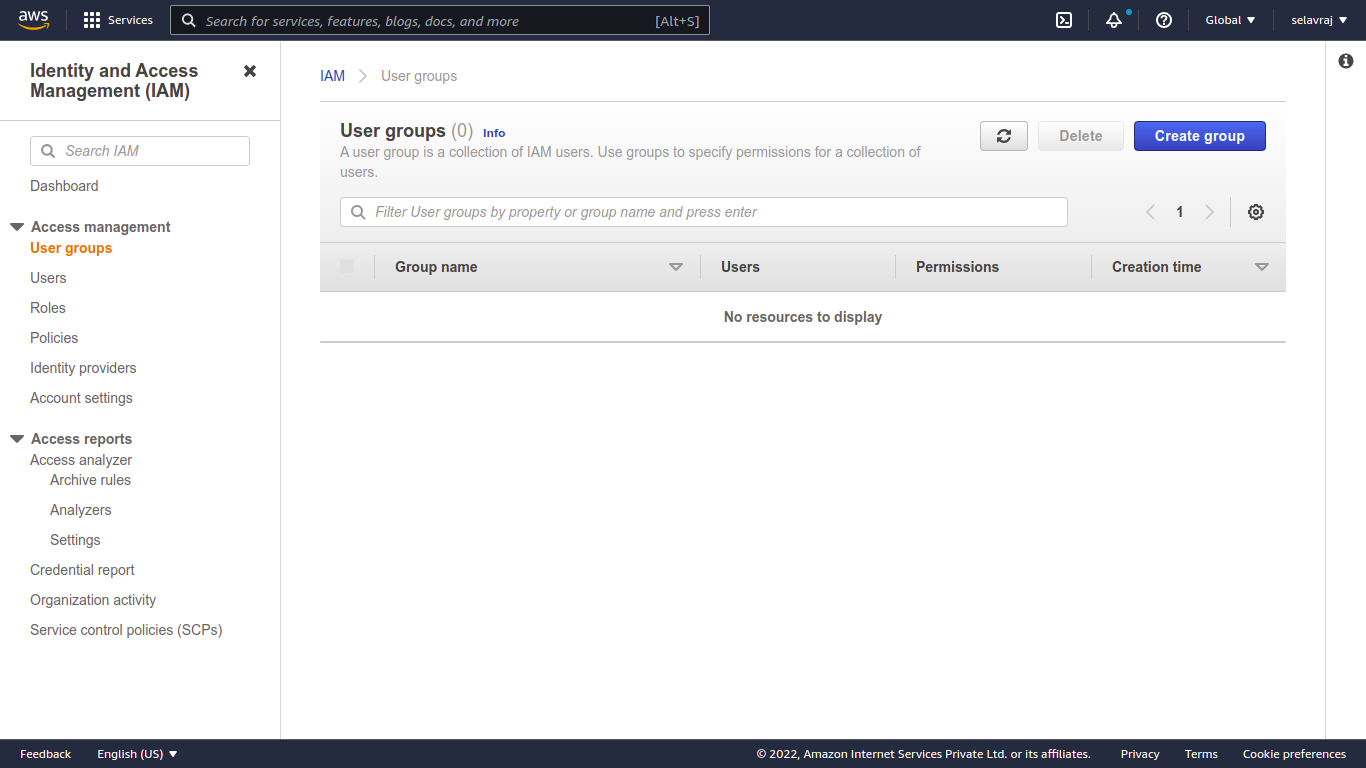 aws
Services
Search for services, features, blogs, docs, and more
[Alt+S]
Global
selavraj
Identity and Access
Management (IAM)
Search IAM
Dashboard
Access management
User groups
Users
Roles
Policies
Identity providers
Account settings
Access reports
Access analyzer
Archive rules
Analyzers
Settings
Credential report
Organization activity
Service control policies (SCPs)
IAM
User groups
User groups (0) Info
A user group is a collection of IAM users. Use groups to specify permissions for a collection of
users.
Delete
Create group
Filter User groups by property or group name and press enter
1
Group name
Users
Permissions
Creation time
No resources to display
Feedback
English (US)
© 2022, Amazon Internet Services Private Ltd. or its affiliates.
Privacy
Terms
Cookie preferences